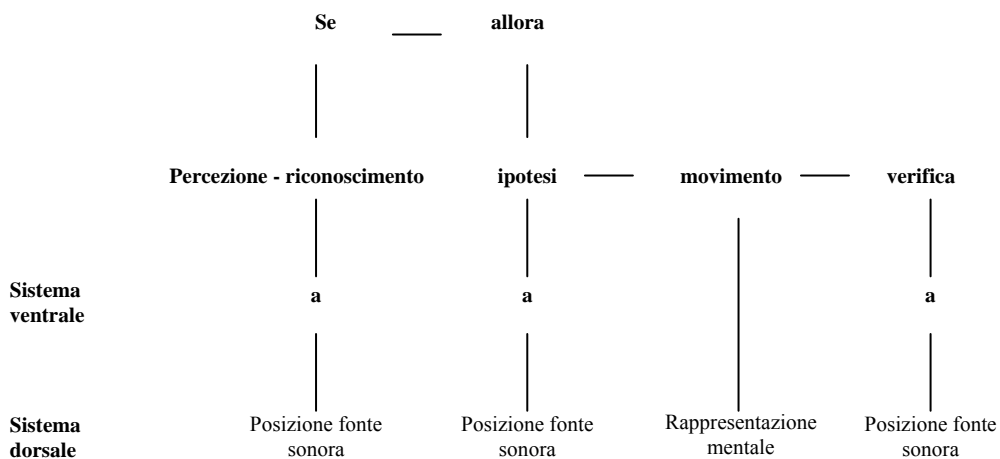 Se allora
Percezione - riconoscimento ipotesi movimento verifica
Sistema
ventrale
a a a
Sistema
dorsale
Posizione fonte
sonora
Posizione fonte
sonora
Rappresentazione
mentale
Posizione fonte
sonora